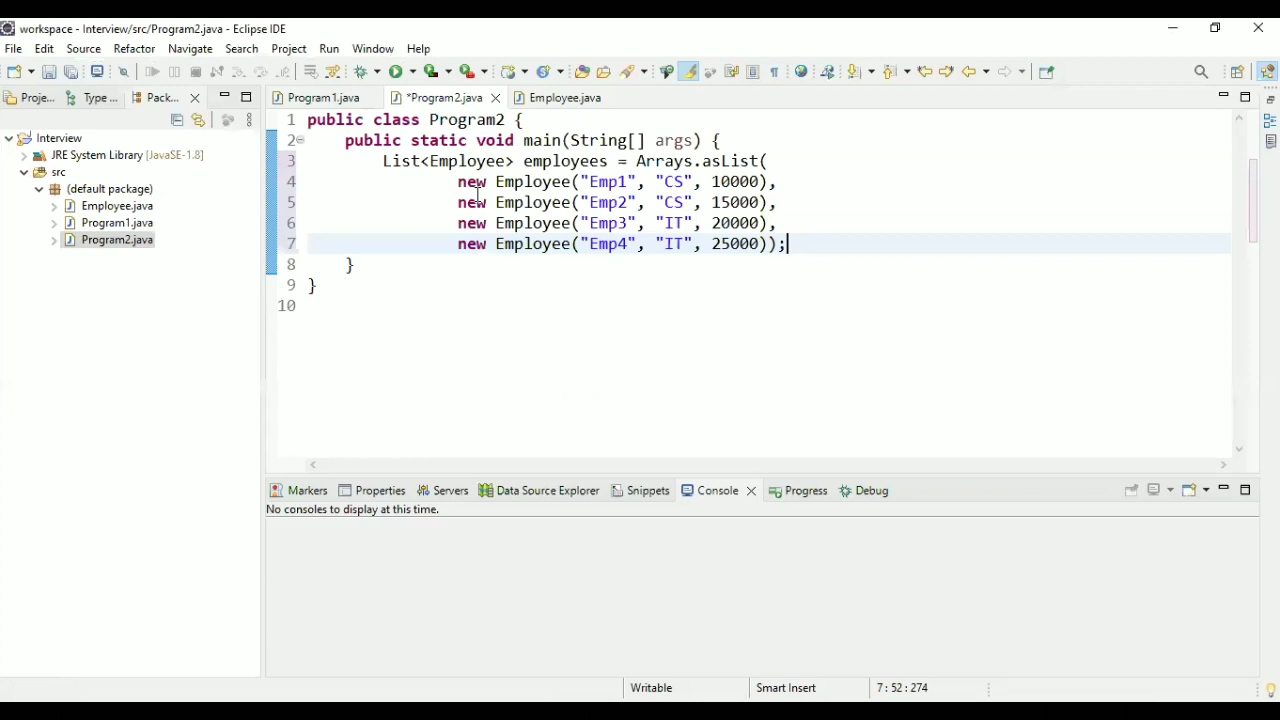 workspace - Interview/src/Program2.java - Eclipse IDE
File Edit Source Refactor Navigate Search Project Run Window Help
Proje... Type ... Pack... Program1.java *Program2.java Employee.java
Interview
JRE System Library [JavaSE-1.8]
src
(default package)
Employee.java
Program1.java
Program2.java
1 public class Program2 {
2 public static void main(String[] args) {
3 List<Employee> employees = Arrays.asList(
4 new Employee("Emp1", "CS", 10000),
5 new Employee("Emp2", "CS", 15000),
6 new Employee("Emp3", "IT", 20000),
7 new Employee("Emp4", "IT", 25000));
8 }
9 }
10
Markers Properties Servers Data Source Explorer Snippets Console Progress Debug
No consoles to display at this time.
Writable Smart Insert 7 : 52 : 274